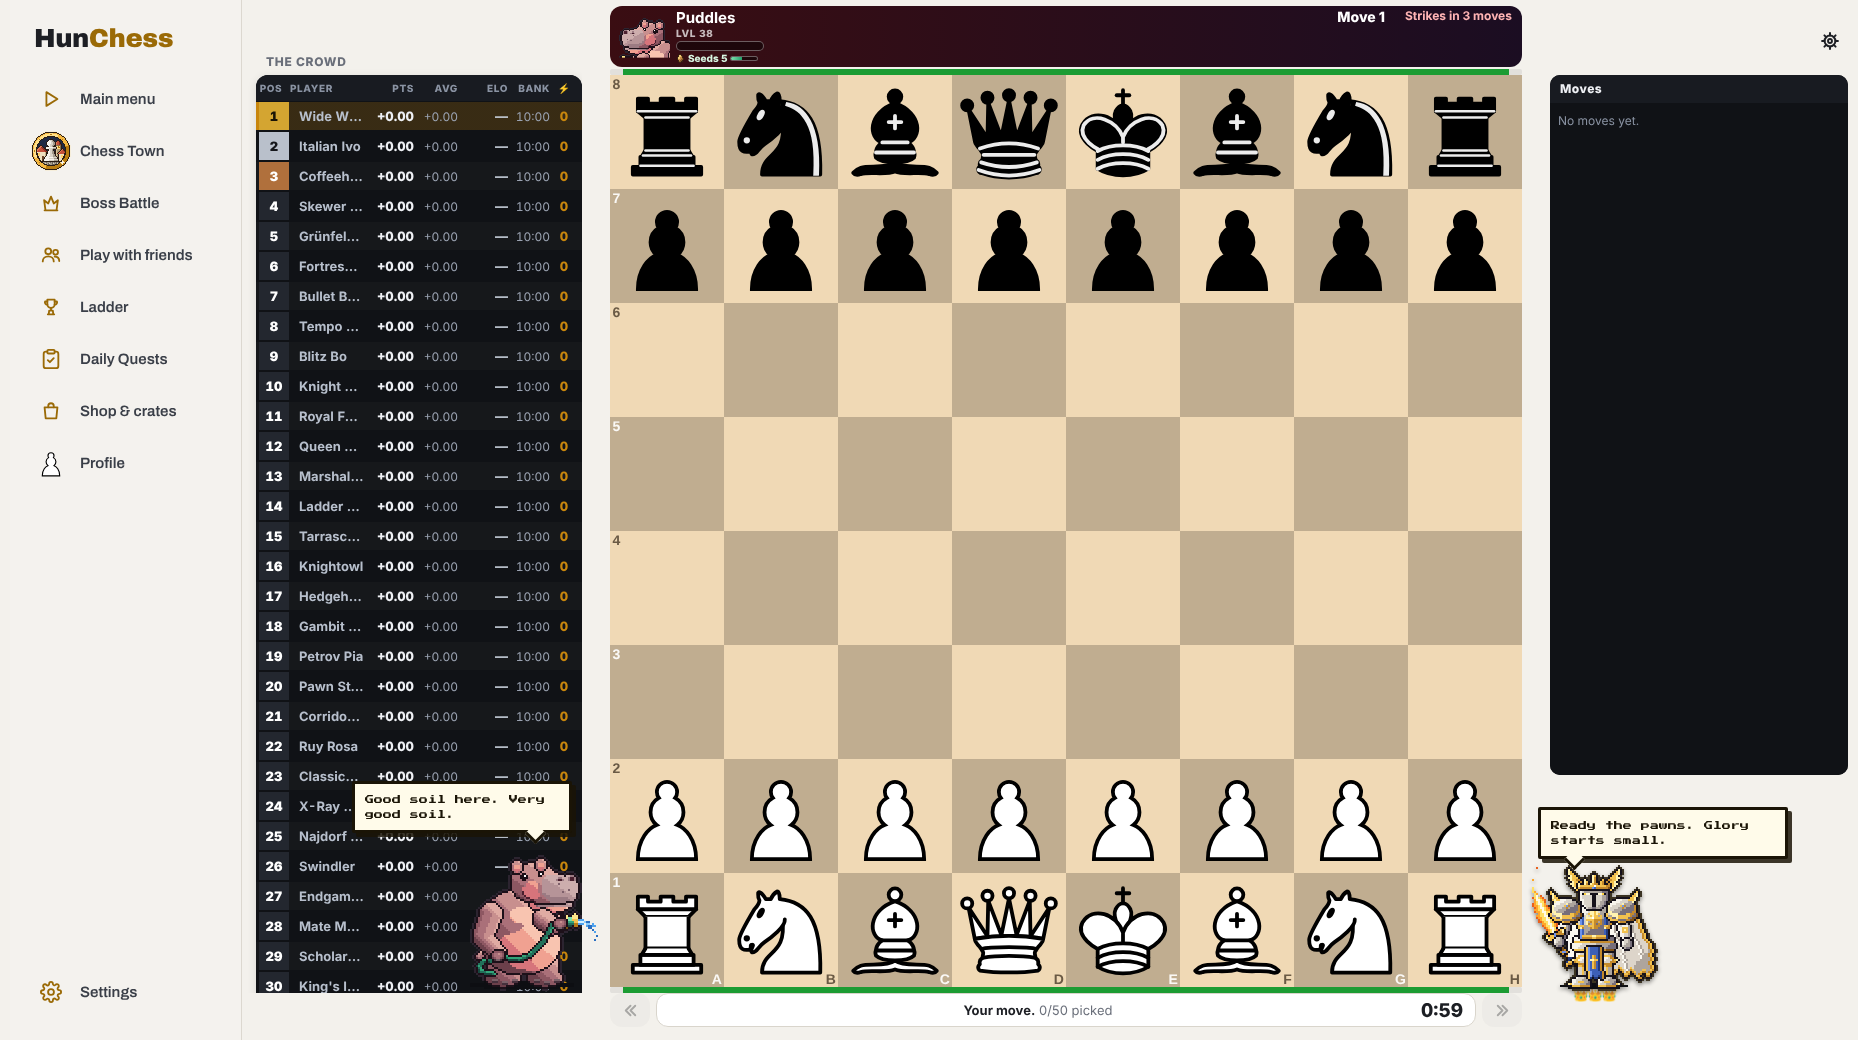 HunChess
Main menu
Chess Town
Boss Battle
Play with friends
Ladder
Daily Quests
Shop & crates
Profile
Settings
THE CROWD
POS PLAYER PTS AVG ELO BANK ⚡
1 Wide W... +0.00 +0.00 — 10:00 0
2 Italian Ivo +0.00 +0.00 — 10:00 0
3 Coffeeh... +0.00 +0.00 — 10:00 0
4 Skewer ... +0.00 +0.00 — 10:00 0
5 Grünfel... +0.00 +0.00 — 10:00 0
6 Fortres... +0.00 +0.00 — 10:00 0
7 Bullet B... +0.00 +0.00 — 10:00 0
8 Tempo ... +0.00 +0.00 — 10:00 0
9 Blitz Bo +0.00 +0.00 — 10:00 0
10 Knight ... +0.00 +0.00 — 10:00 0
11 Royal F... +0.00 +0.00 — 10:00 0
12 Queen ... +0.00 +0.00 — 10:00 0
13 Marshal... +0.00 +0.00 — 10:00 0
14 Ladder ... +0.00 +0.00 — 10:00 0
15 Tarrasc... +0.00 +0.00 — 10:00 0
16 Knightowl +0.00 +0.00 — 10:00 0
17 Hedgeh... +0.00 +0.00 — 10:00 0
18 Gambit ... +0.00 +0.00 — 10:00 0
19 Petrov Pia +0.00 +0.00 — 10:00 0
20 Pawn St... +0.00 +0.00 — 10:00 0
21 Corrido... +0.00 +0.00 — 10:00 0
22 Ruy Rosa +0.00 +0.00 — 10:00 0
23 Classic... +0.00 +0.00 — 10:00 0
24 X-Ray ...
25 Najdorf ... +0.00 +0.00 — 0
26 Swindler +0.00 +0.00 — 0
27 Endgam... +0.00 +0.00
28 Mate M... +0.00 +0.00
29 Scholar... +0.00 +0.00 0
30 King's I... +0.00 +0.00
Good soil here. Very
good soil.
Puddles
LVL 38
Seeds 5
Move 1 Strikes in 3 moves
8
7
6
5
4
3
2
1
A B C D E F G H
Your move. 0/50 picked 0:59
Moves
No moves yet.
Ready the pawns. Glory
starts small.